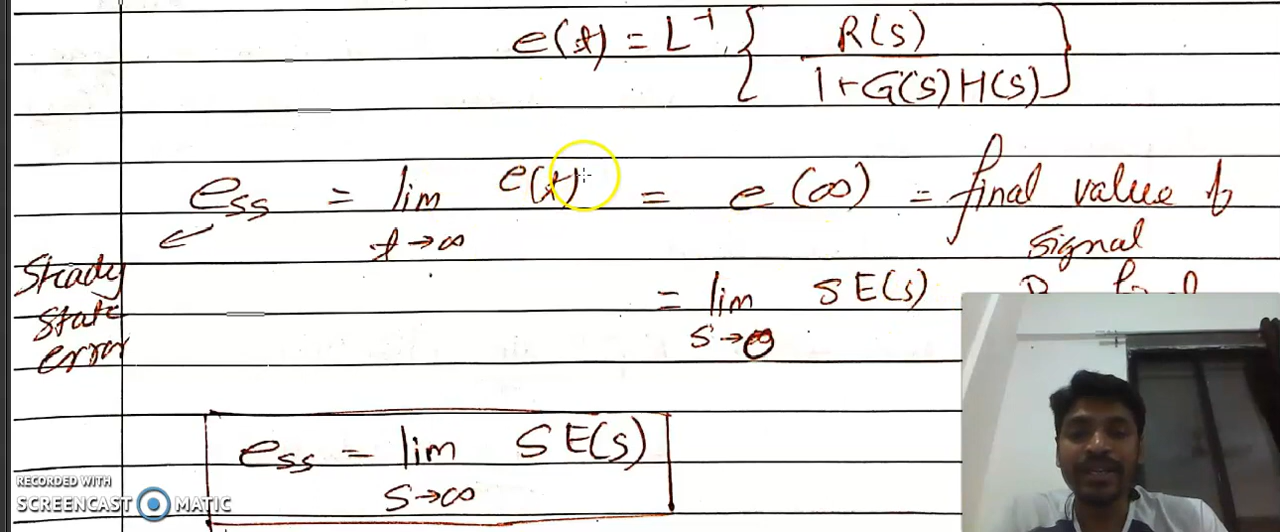 e(t) = L⁻¹ { R(s) / 1+G(s)H(s) }
ess = lim t→∞ e(t) = e(∞) = final value of
signal
Steady
state
error
= lim s→0 SE(s)
ess = lim s→∞ SE(s)
RECORDED WITH
SCREENCAST MATIC